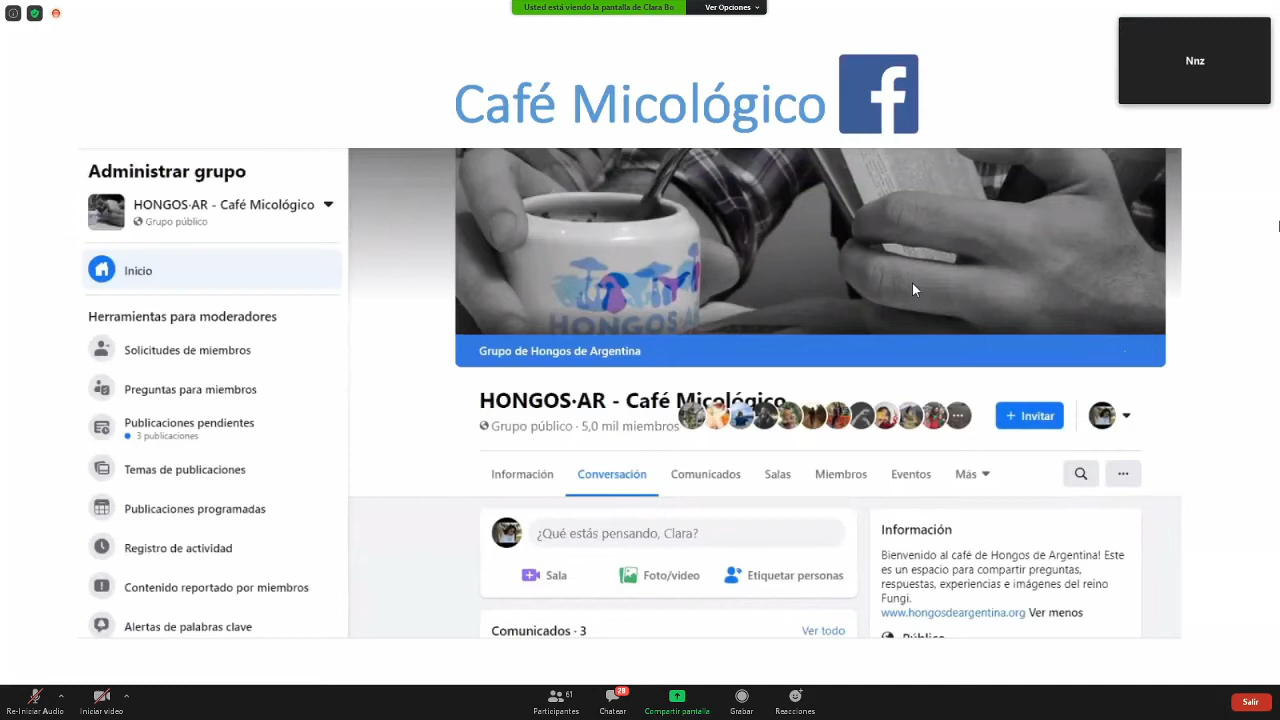 Usted está viendo la pantalla de Clara Bo
Ver Opciones
Nnz
Café Micológico
Administrar grupo
HONGOS·AR - Café Micológico
Grupo público
Inicio
Herramientas para moderadores
Solicitudes de miembros
Preguntas para miembros
Publicaciones pendientes
3 publicaciones
Temas de publicaciones
Publicaciones programadas
Registro de actividad
Contenido reportado por miembros
Alertas de palabras clave
HONGOS·AR
Grupo de Hongos de Argentina
HONGOS·AR - Café Micológico
Grupo público · 5,0 mil miembros
+ Invitar
Información Conversación Comunicados Salas Miembros Eventos Más
¿Qué estás pensando, Clara?
Sala Foto/video Etiquetar personas
Comunicados · 3 Ver todo
Información
Bienvenido al café de Hongos de Argentina! Este
es un espacio para compartir preguntas,
respuestas, experiencias e imágenes del reino
Fungi.
www.hongosdeargentina.org Ver menos
Público
Re-Iniciar Audio
Iniciar video
61
Participantes
28
Chatear
Compartir pantalla
Grabar
Reacciones
Salir